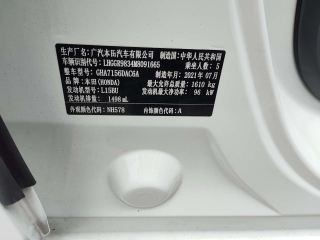 生产厂名：广汽本田汽车有限公司 制造国：中华人民共和国
车辆识别代号：LHGGR9834M8091665 乘坐人数：5
整车型号：GHA7156DAC6A 制造年月：2021年07月
品牌：本田(HONDA) 最大允许总质量：1610 kg
发动机型号：L15BU 发动机最大净功率：96 kW
发动机排量：1498 mL
外观颜色代码：NH578 内饰颜色代码：A